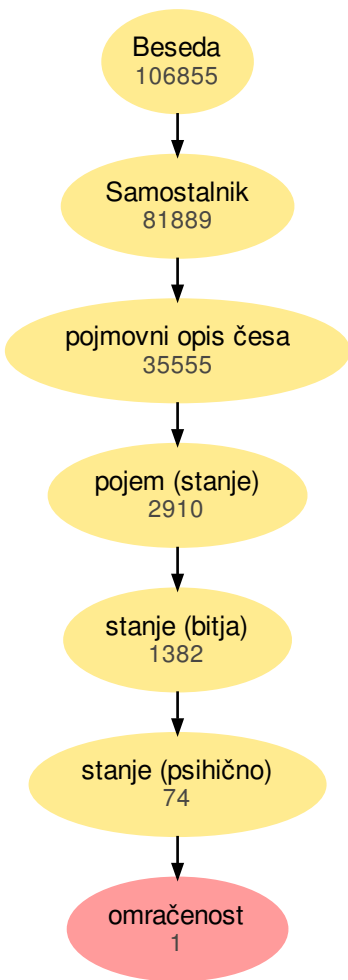 Beseda
106855
Samostalnik
81889
pojmovni opis česa
35555
pojem (stanje)
2910
stanje (bitja)
1382
stanje (psihično)
74
omračenost
1